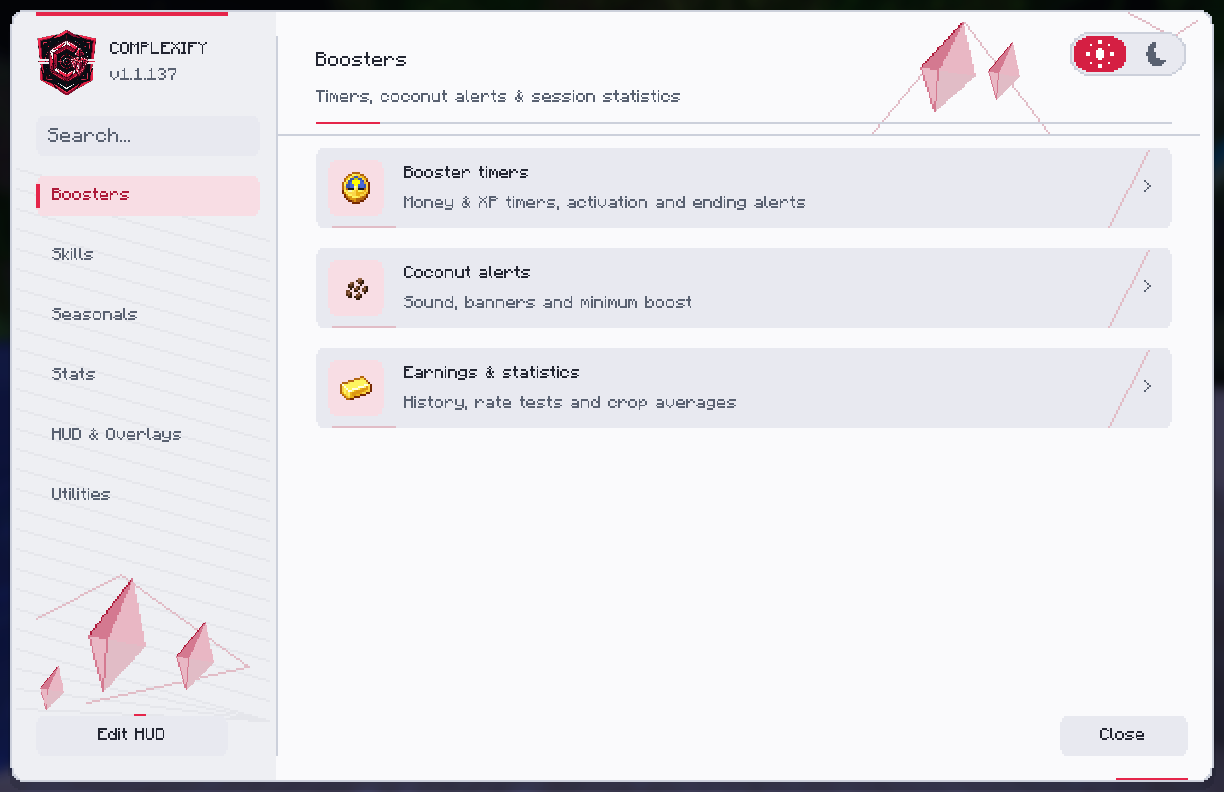 COMPLEXIFY
v1.1.137
Search...
Boosters
Skills
Seasonals
Stats
HUD & Overlays
Utilities
Edit HUD
Boosters
Timers, coconut alerts & session statistics
Booster timers
Money & XP timers, activation and ending alerts
Coconut alerts
Sound, banners and minimum boost
Earnings & statistics
History, rate tests and crop averages
Close